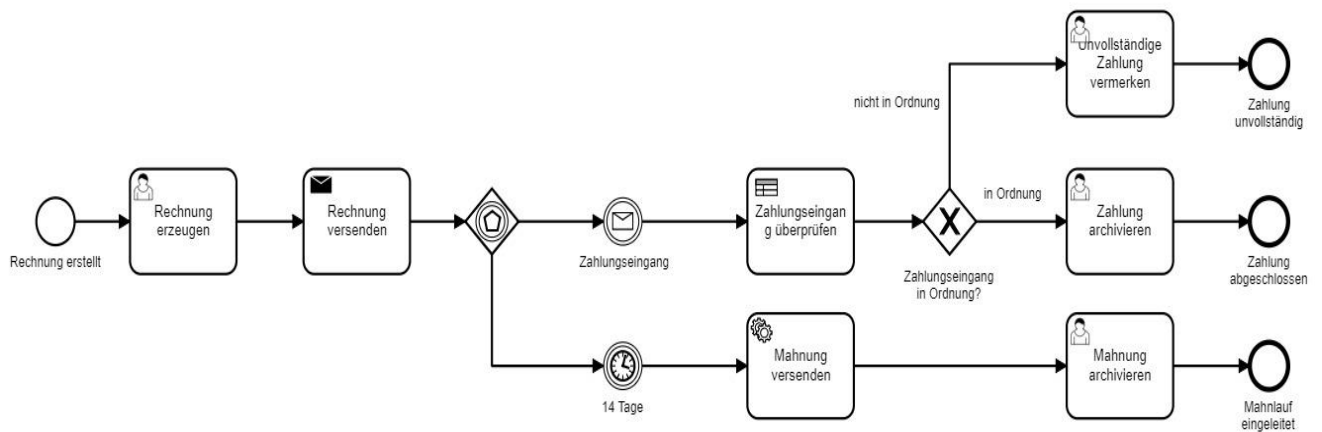 Unvollständige
Zahlung
vermerken
Zahlung
unvollständig
nicht in Ordnung
Rechnung erstellt
Rechnung
erzeugen
Rechnung
versenden
Zahlungseingang
Zahlungseingan
g überprüfen
Zahlungseingang
in Ordnung?
in Ordnung
Zahlung
archivieren
Zahlung
abgeschlossen
14 Tage
Mahnung
versenden
Mahnung
archivieren
Mahnlauf
eingeleitet